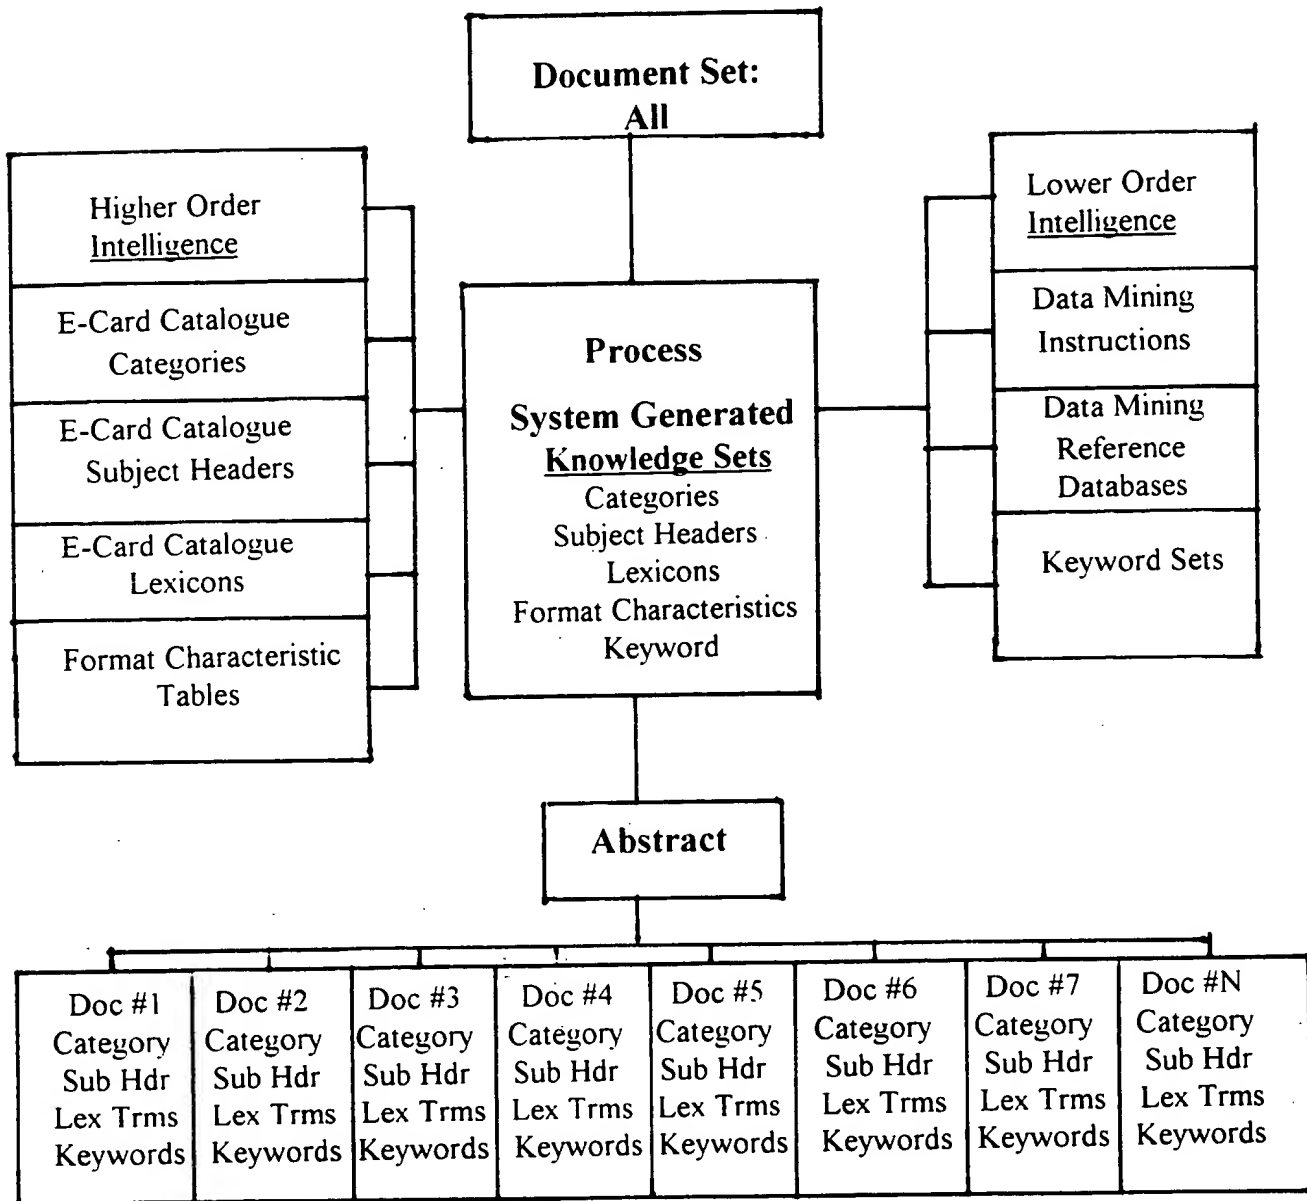 Document Set:
All
Higher Order
Intelligence
E-Card Catalogue
Categories
E-Card Catalogue
Subject Headers
E-Card Catalogue
Lexicons
Format Characteristic
Tables
Process
System Generated
Knowledge Sets
Categories
Subject Headers
Lexicons
Format Characteristics
Keyword
Lower Order
Intelligence
Data Mining
Instructions
Data Mining
Reference
Databases
Keyword Sets
Abstract
Doc #1
Category
Sub Hdr
Lex Trms
Keywords
Doc #2
Category
Sub Hdr
Lex Trms
Keywords
Doc #3
Category
Sub Hdr
Lex Trms
Keywords
Doc #4
Category
Sub Hdr
Lex Trms
Keywords
Doc #5
Category
Sub Hdr
Lex Trms
Keywords
Doc #6
Category
Sub Hdr
Lex Trms
Keywords
Doc #7
Category
Sub Hdr
Lex Trms
Keywords
Doc #N
Category
Sub Hdr
Lex Trms
Keywords